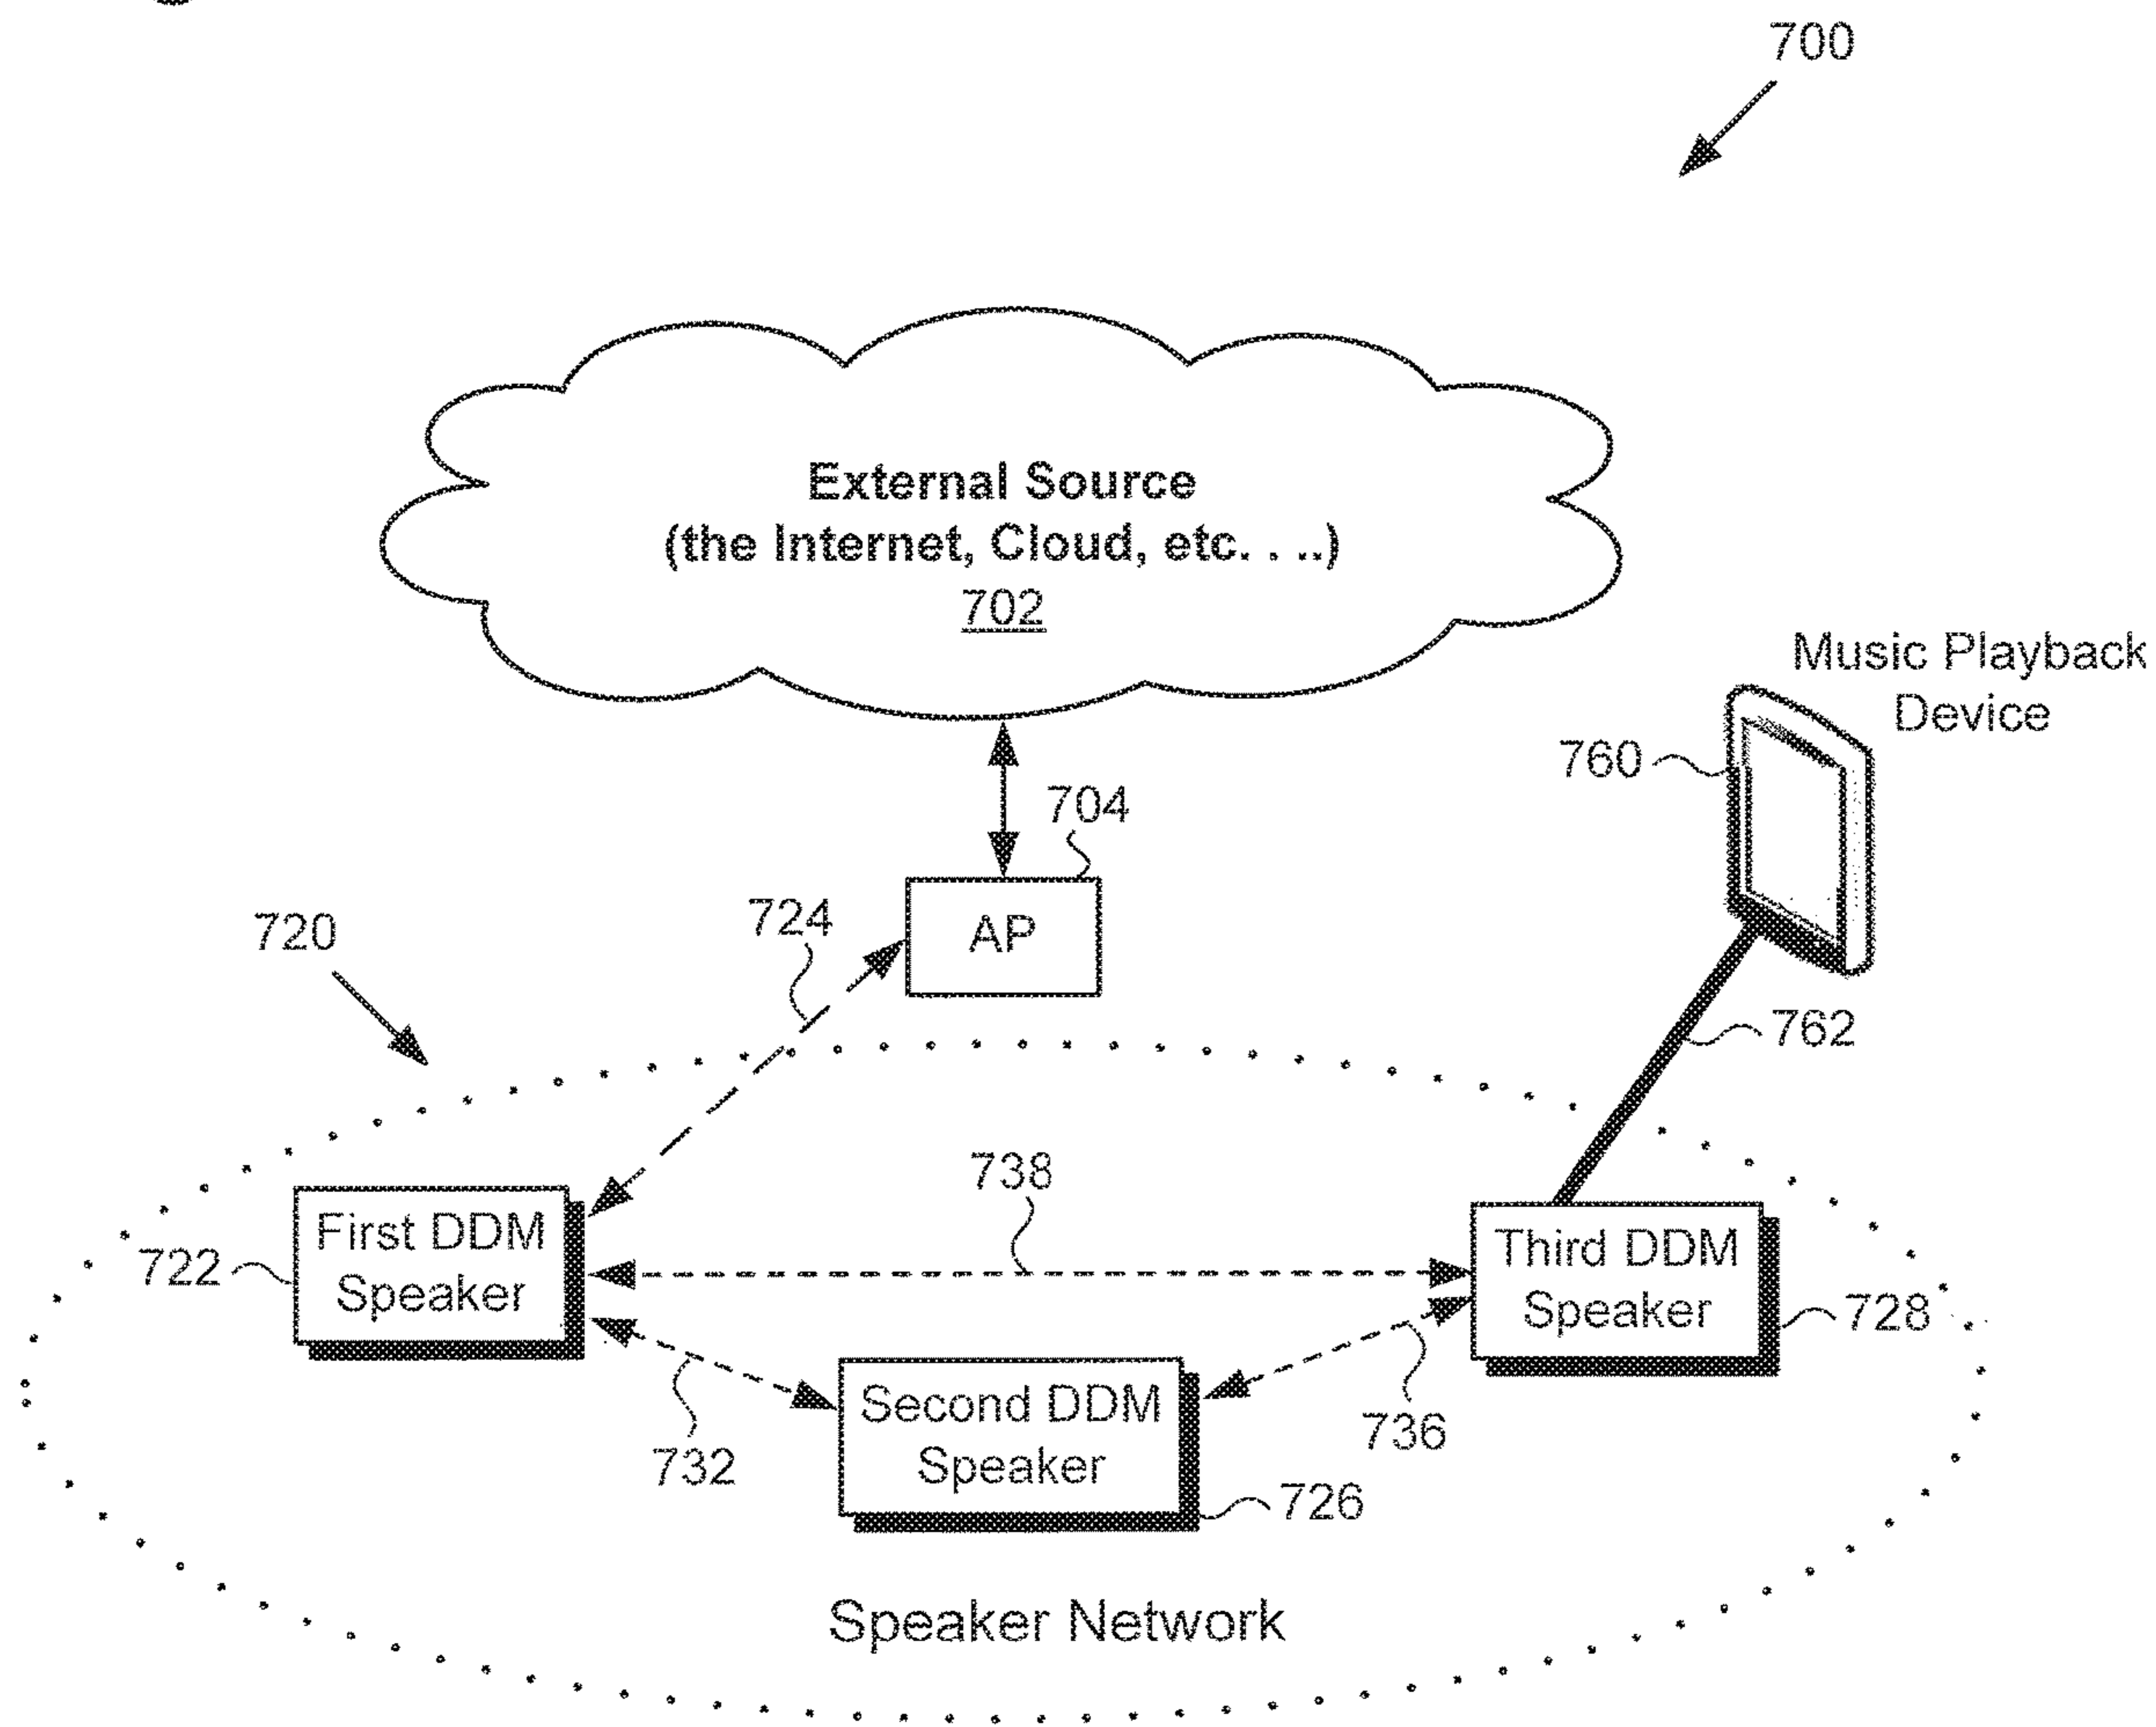 700
External Source
(the Internet, Cloud, etc. . ..)
702
Music Playback
Device
760
704
724
AP
720
762
738
First DDM
Speaker
722
Third DDM
Speaker
728
732
Second DDM
Speaker
736
726
Speaker Network